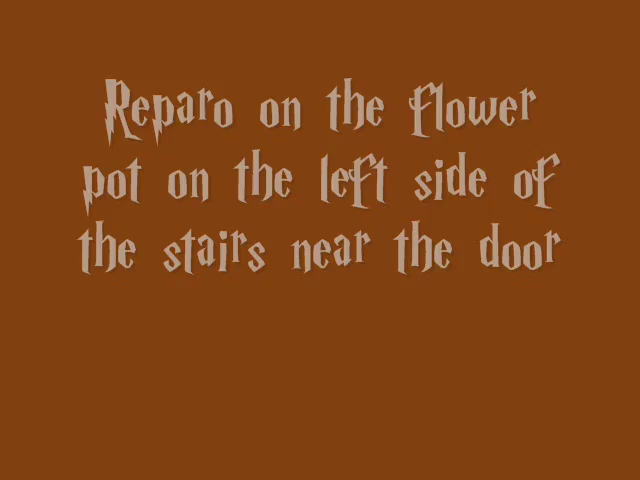 Reparo on the flower
pot on the left side of
the stairs near the door